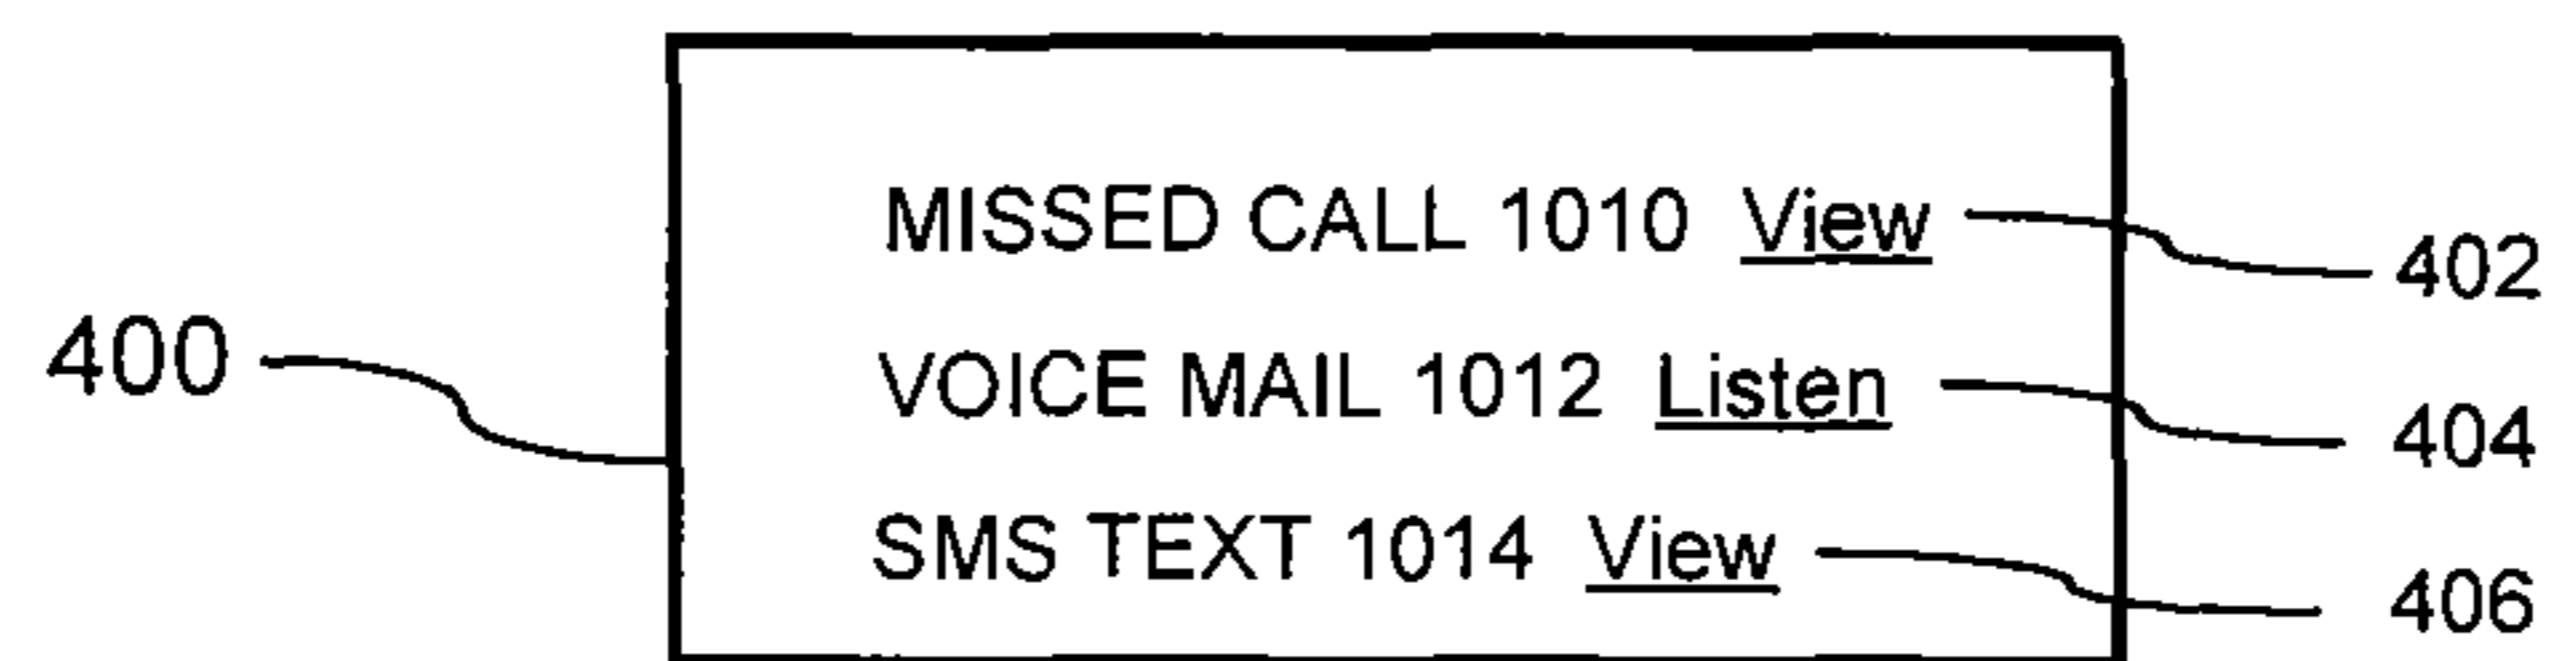 MISSED CALL 1010 View
402
400
VOICE MAIL 1012 Listen
404
SMS TEXT 1014 View
406